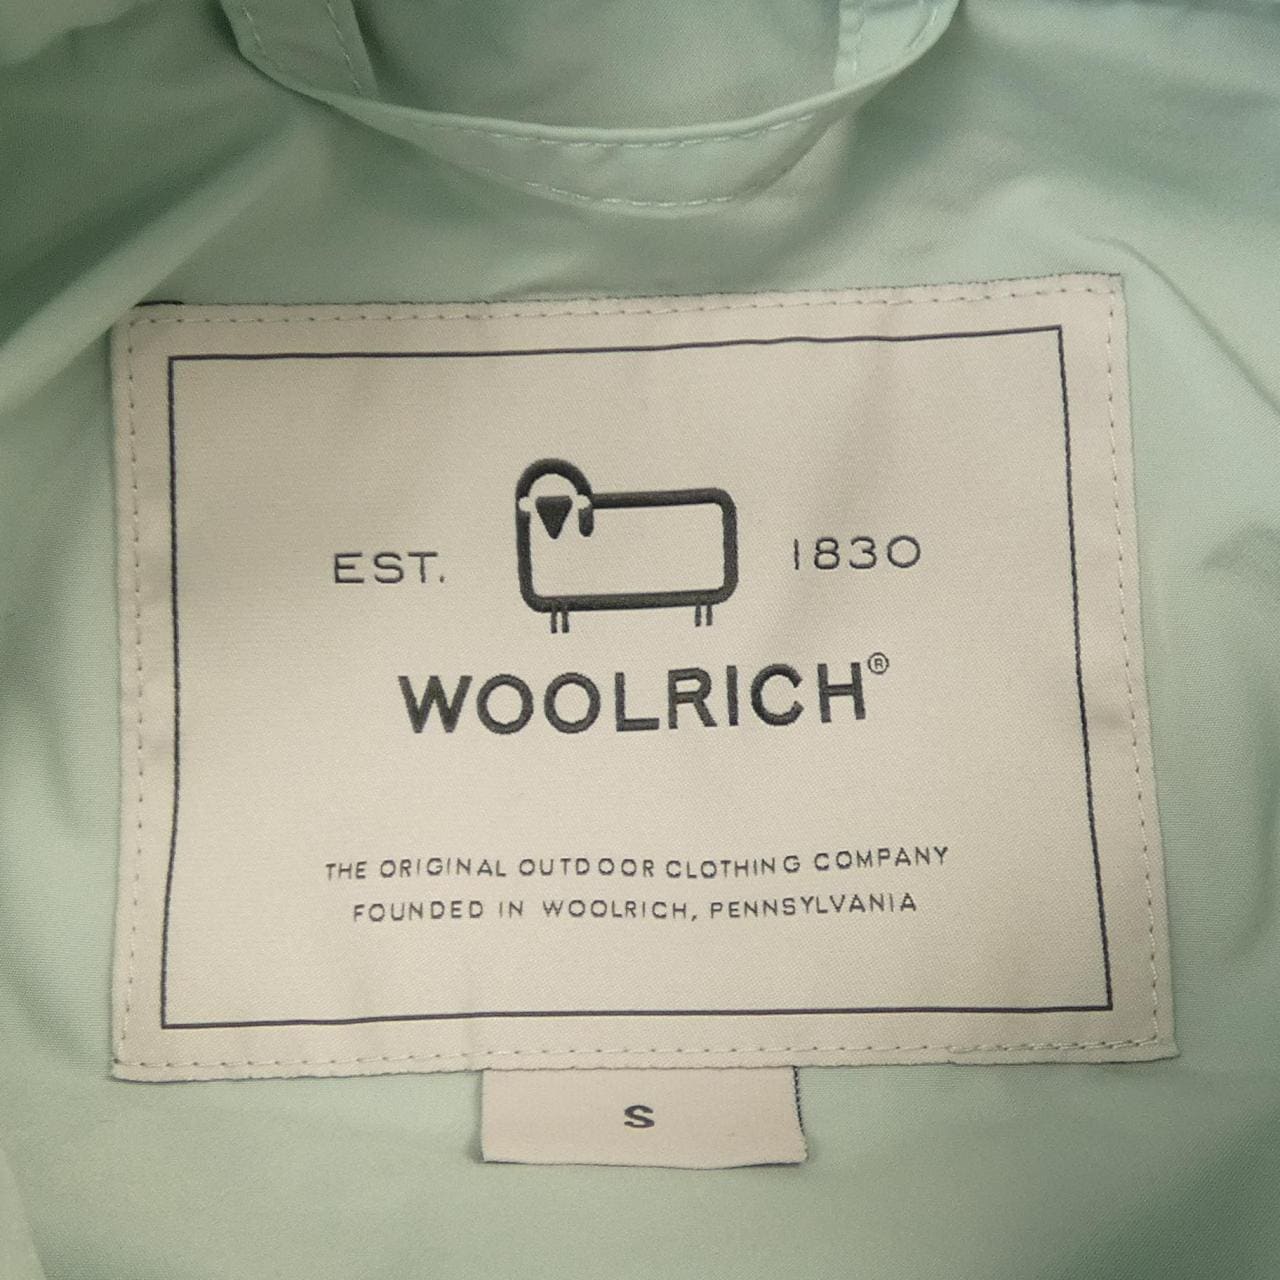 EST. 1830
WOOLRICH®
THE ORIGINAL OUTDOOR CLOTHING COMPANY
FOUNDED IN WOOLRICH, PENNSYLVANIA
S